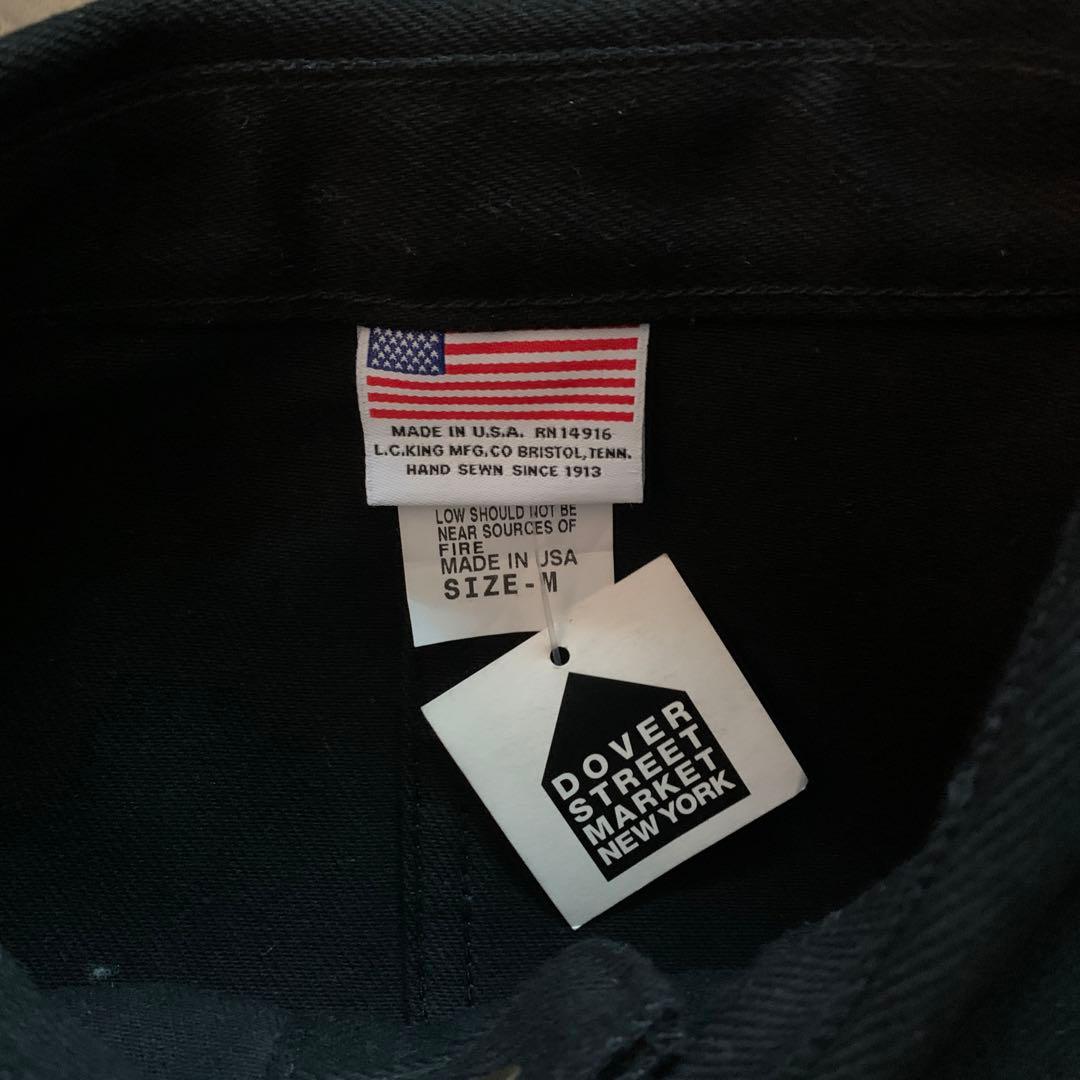 MADE IN U.S.A. RN14916
L.C.KING MFG.CO BRISTOL,TENN.
HAND SEWN SINCE 1913
LOW SHOULD NOT BE
NEAR SOURCES OF
FIRE
MADE IN USA
SIZE-M
DOVER
STREET
MARKET
NEW YORK